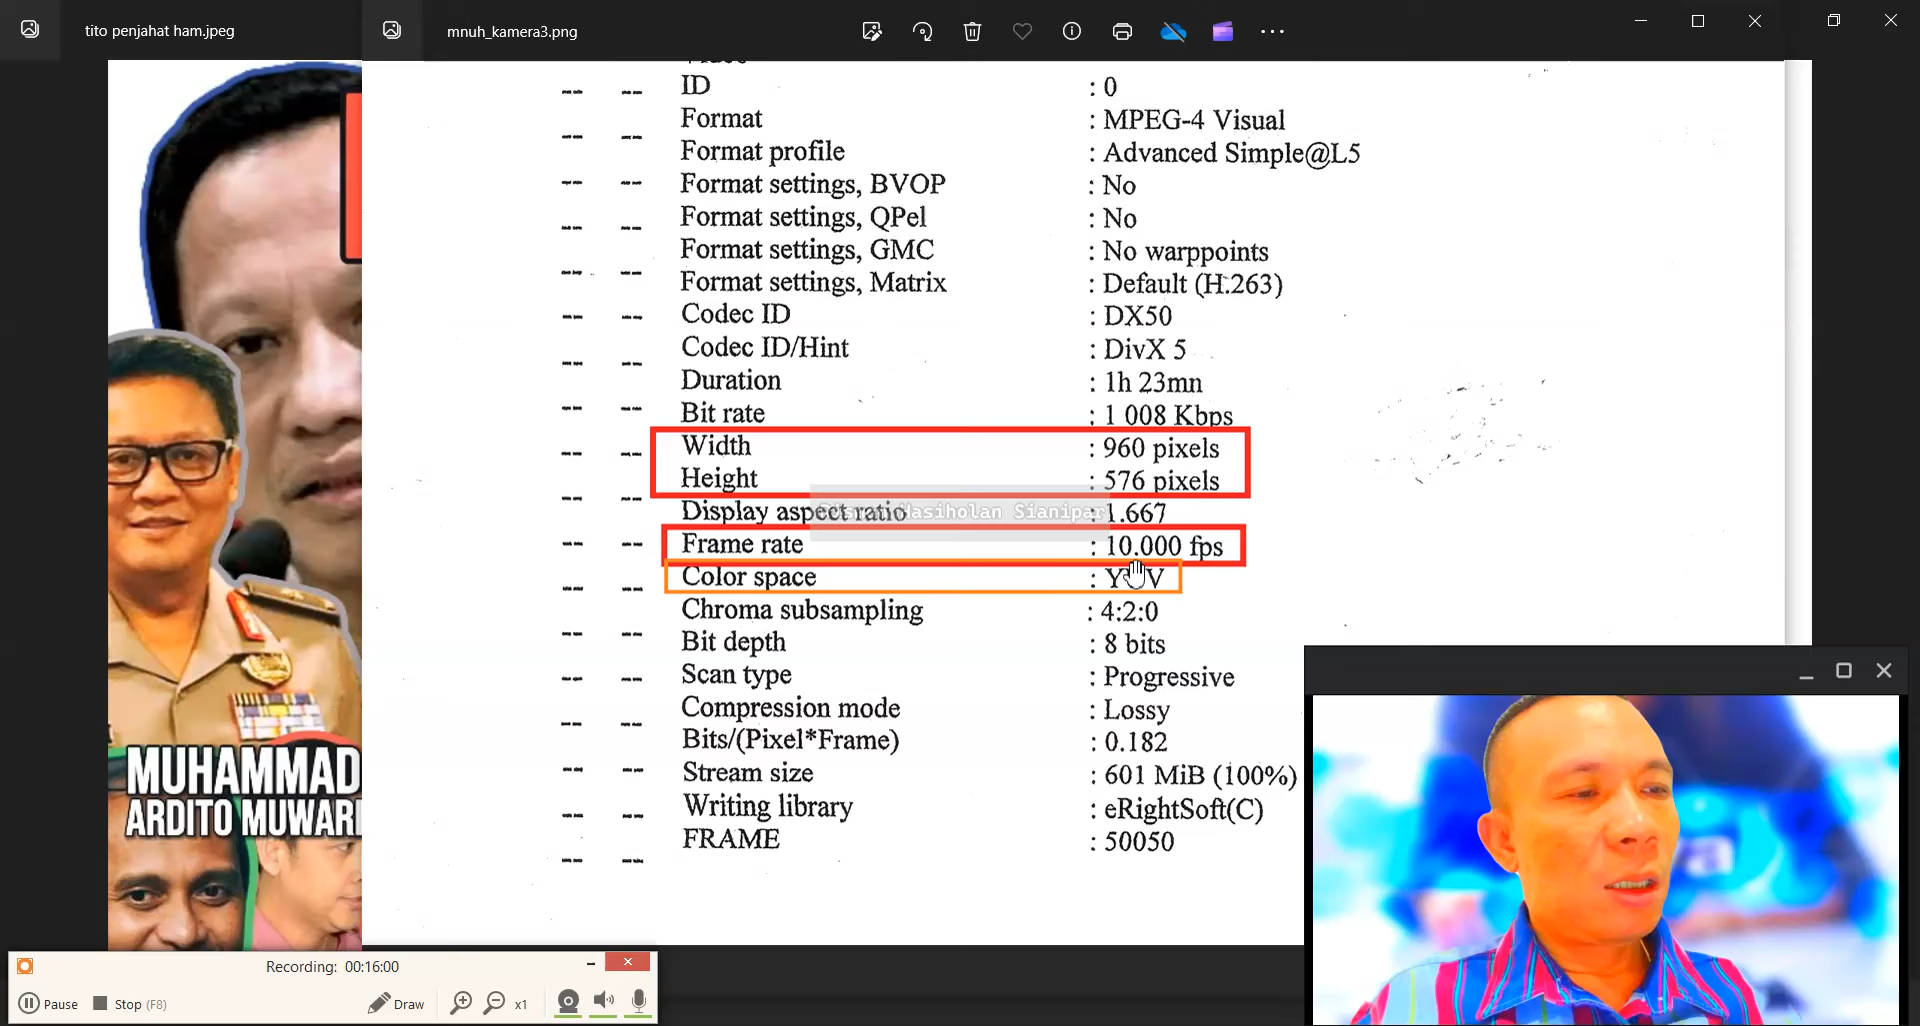 tito penjahat ham.jpeg
mnuh_kamera3.png
ID : 0
Format : MPEG-4 Visual
Format profile : Advanced Simple@L5
Format settings, BVOP : No
Format settings, QPel : No
Format settings, GMC : No warppoints
Format settings, Matrix : Default (H.263)
Codec ID : DX50
Codec ID/Hint : DivX 5
Duration : 1h 23mn
Bit rate : 1 008 Kbps
Width : 960 pixels
Height : 576 pixels
Hasiholan Sianipar
Display aspect ratio : 1.667
Frame rate : 10.000 fps
Color space : YUV
Chroma subsampling : 4:2:0
Bit depth : 8 bits
Scan type : Progressive
Compression mode : Lossy
Bits/(Pixel*Frame) : 0.182
Stream size : 601 MiB (100%)
Writing library : eRightSoft(C)
FRAME : 50050
MUHAMMAD
ARDITO MUWAR
Recording: 00:16:00
Pause Stop (F8) Draw x1